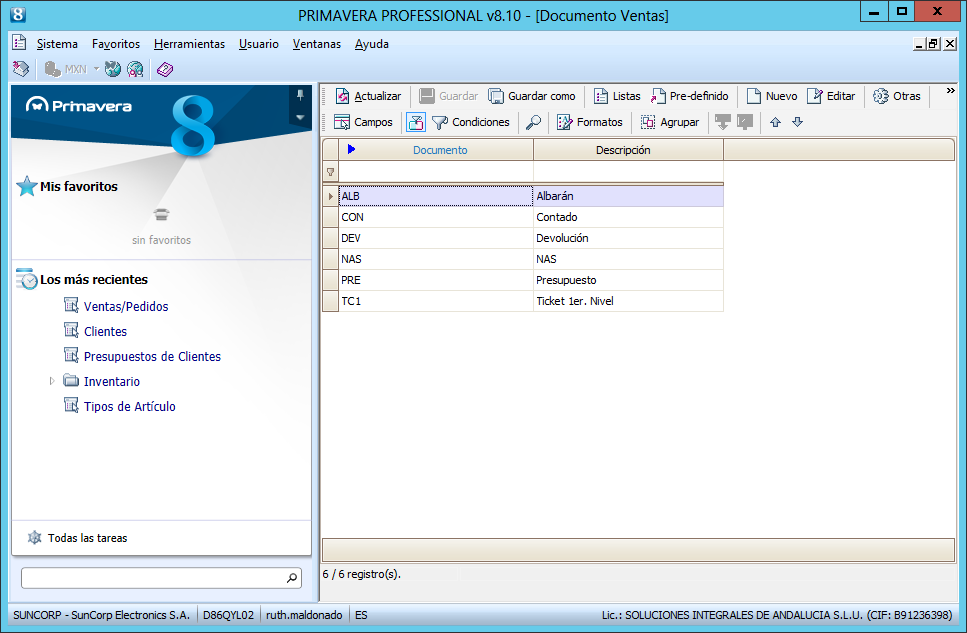 8 PRIMAVERA PROFESSIONAL v8.10 - [Documento Ventas]
Sistema Favoritos Herramientas Usuario Ventanas Ayuda
MXN
Primavera 8
Mis favoritos
sin favoritos
Los más recientes
Ventas/Pedidos
Clientes
Presupuestos de Clientes
Inventario
Tipos de Artículo
Todas las tareas
Actualizar Guardar Guardar como Listas Pre-definido Nuevo Editar Otras »
Campos Condiciones Formatos Agrupar
Documento Descripción
ALB Albarán
CON Contado
DEV Devolución
NAS NAS
PRE Presupuesto
TC1 Ticket 1er. Nivel
6 / 6 registro(s).
SUNCORP - SunCorp Electronics S.A. D86QYL02 ruth.maldonado ES Lic.: SOLUCIONES INTEGRALES DE ANDALUCIA S.L.U. (CIF: B91236398)